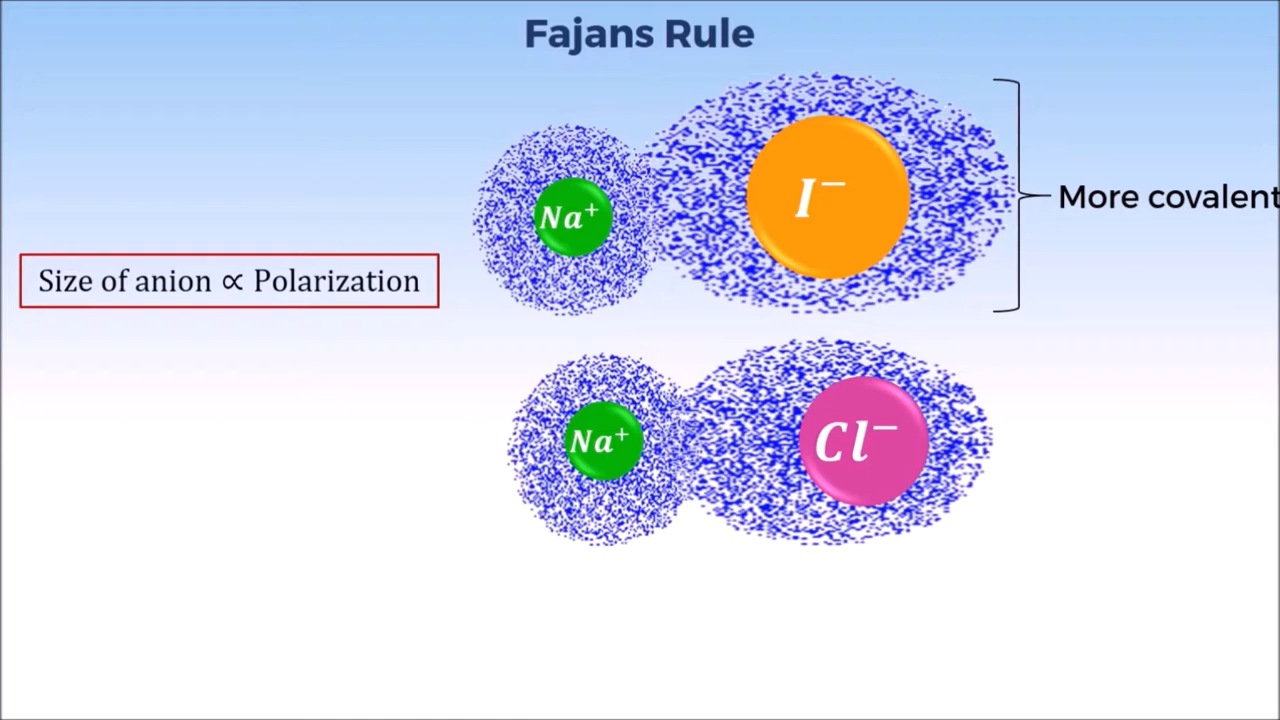 Fajans Rule
Na⁺
I⁻
More covalent
Size of anion ∝ Polarization
Na⁺
Cl⁻